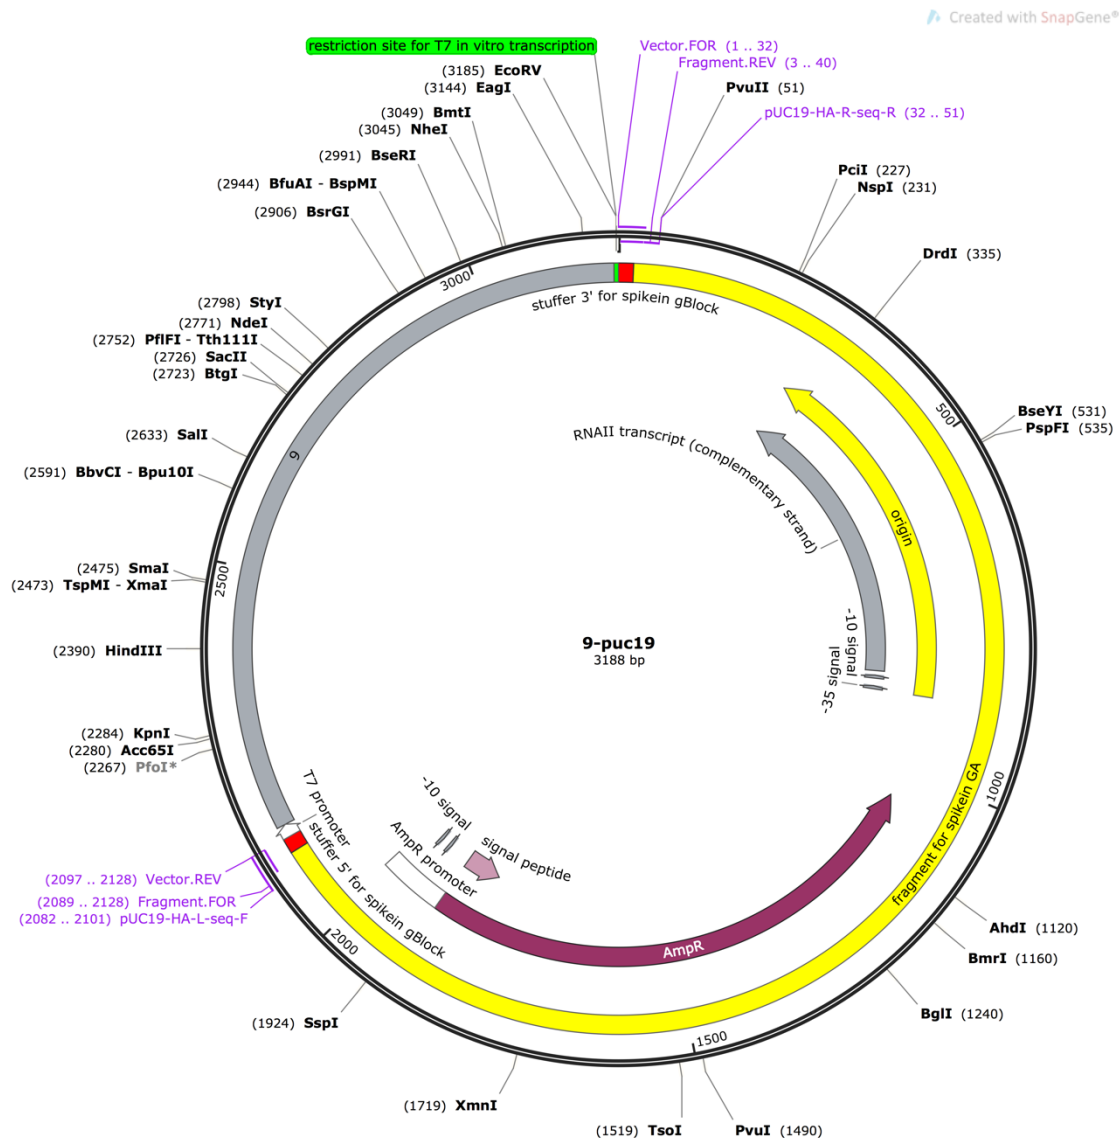 Created with SnapGene®
restriction site for T7 in vitro transcription
Vector.FOR (1 .. 32)
Fragment.REV (3 .. 40)
PvuII (51)
pUC19-HA-R-seq-R (32 .. 51)
PciI (227)
NspI (231)
DrdI (335)
BseYI (531)
PspFI (535)
AhdI (1120)
BmrI (1160)
BglI (1240)
PvuI (1490)
(1519) TsoI
(1719) XmnI
(1924) SspI
(2082 .. 2101) pUC19-HA-L-seq-F
(2089 .. 2128) Fragment.FOR
(2097 .. 2128) Vector.REV
(2267) PfoI*
(2280) Acc65I
(2284) KpnI
(2390) HindIII
(2473) TspMI - XmaI
(2475) SmaI
(2591) BbvCI - Bpu10I
(2633) SalI
(2723) BtgI
(2726) SacII
(2752) PflFI - Tth111I
(2771) NdeI
(2798) StyI
(2906) BsrGI
(2944) BfuAI - BspMI
(2991) BseRI
(3045) NheI
(3049) BmtI
(3144) EagI
(3185) EcoRV
500
1000
1500
2000
2500
3000
stuffer 3' for spikein gBlock
9
RNAII transcript (complementary strand)
origin
-10 signal
-35 signal
fragment for spikein GA
9-puc19
3188 bp
T7 promoter
stuffer 5' for spikein gBlock
-10 signal
AmpR promoter
signal peptide
AmpR